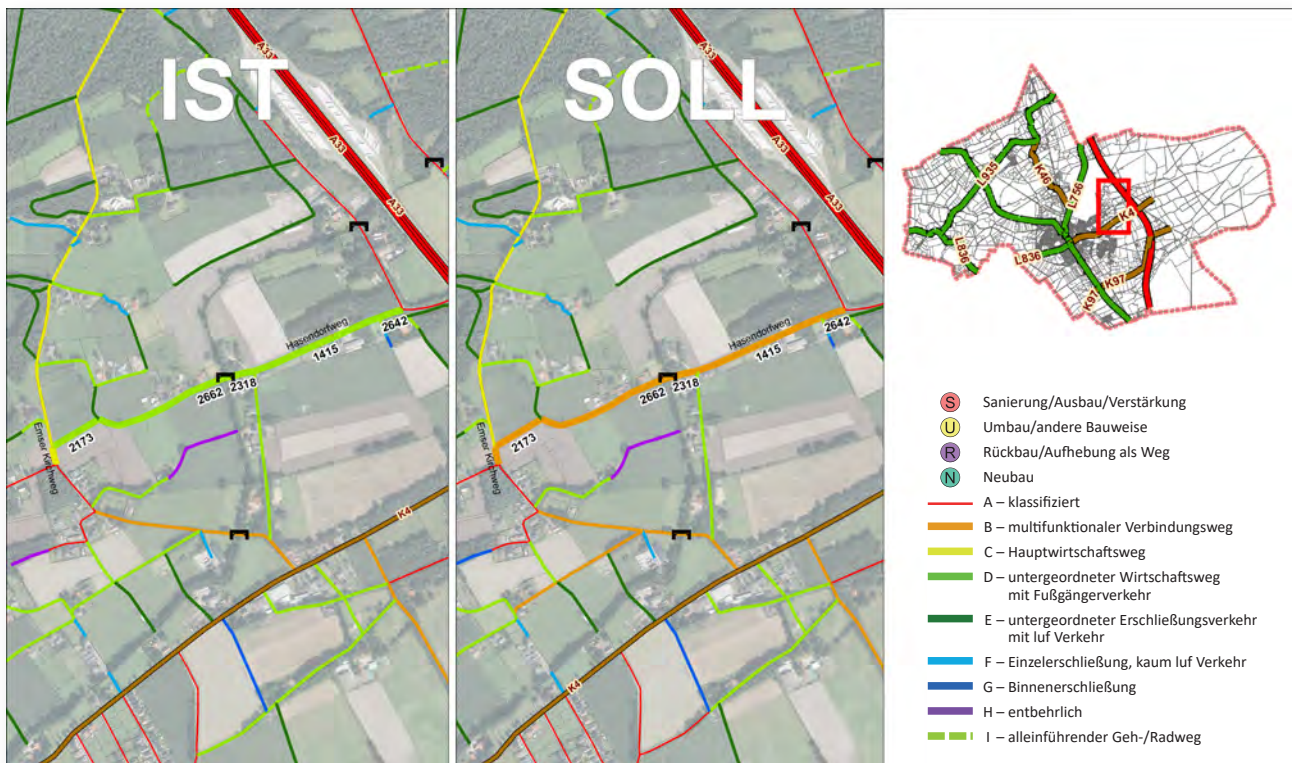 IST
A33
A33
A33
Hasendorfweg
2642
1415
2662
2318
2173
Emser Kirchweg
K4
K4
SOLL
A33
A33
A33
Hasendorfweg
2642
1415
2662
2318
2173
Emser Kirchweg
K4
K4
L935
K46
L756
K4
L836
L836
K97
K97
S Sanierung/Ausbau/Verstärkung
U Umbau/andere Bauweise
R Rückbau/Aufhebung als Weg
N Neubau
A – klassifiziert
B – multifunktionaler Verbindungsweg
C – Hauptwirtschaftsweg
D – untergeordneter Wirtschaftsweg
mit Fußgängerverkehr
E – untergeordneter Erschließungsverkehr
mit luf Verkehr
F – Einzelerschließung, kaum luf Verkehr
G – Binnenerschließung
H – entbehrlich
I – alleinführender Geh-/Radweg